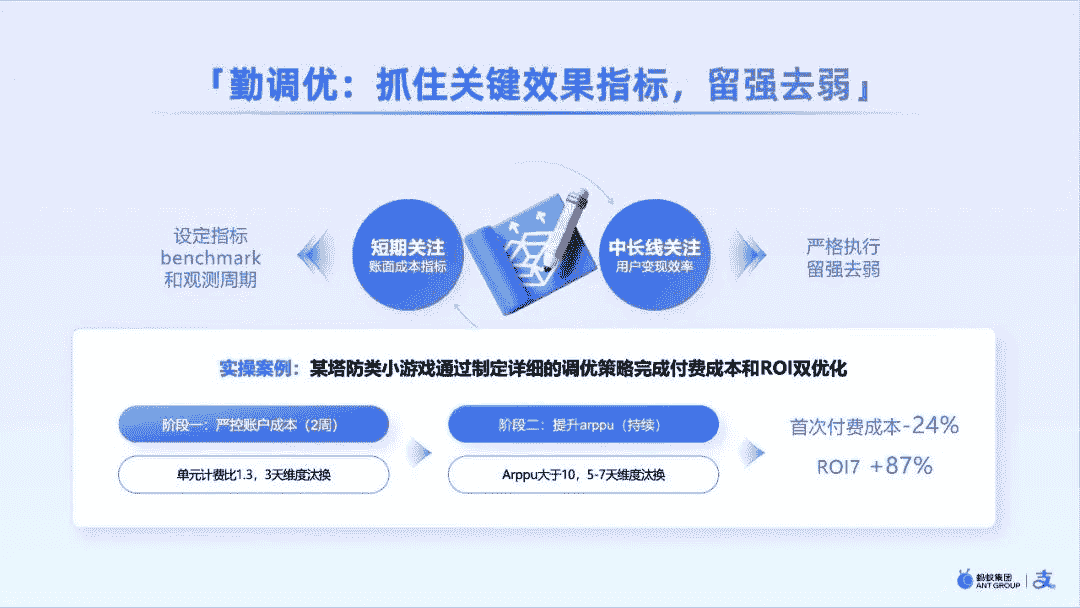 「勤调优：抓住关键效果指标，留强去弱」
设定指标
benchmark
和观测周期
短期关注
账面成本指标
中长线关注
用户变现效率
严格执行
留强去弱
实操案例：某塔防类小游戏通过制定详细的调优策略完成付费成本和ROI双优化
阶段一：严控账户成本（2周）
单元计费比1.3，3天维度汰换
阶段二：提升arppu（持续）
Arppu大于10，5-7天维度汰换
首次付费成本-24%
ROI7 +87%
蚂蚁集团
ANT GROUP
支